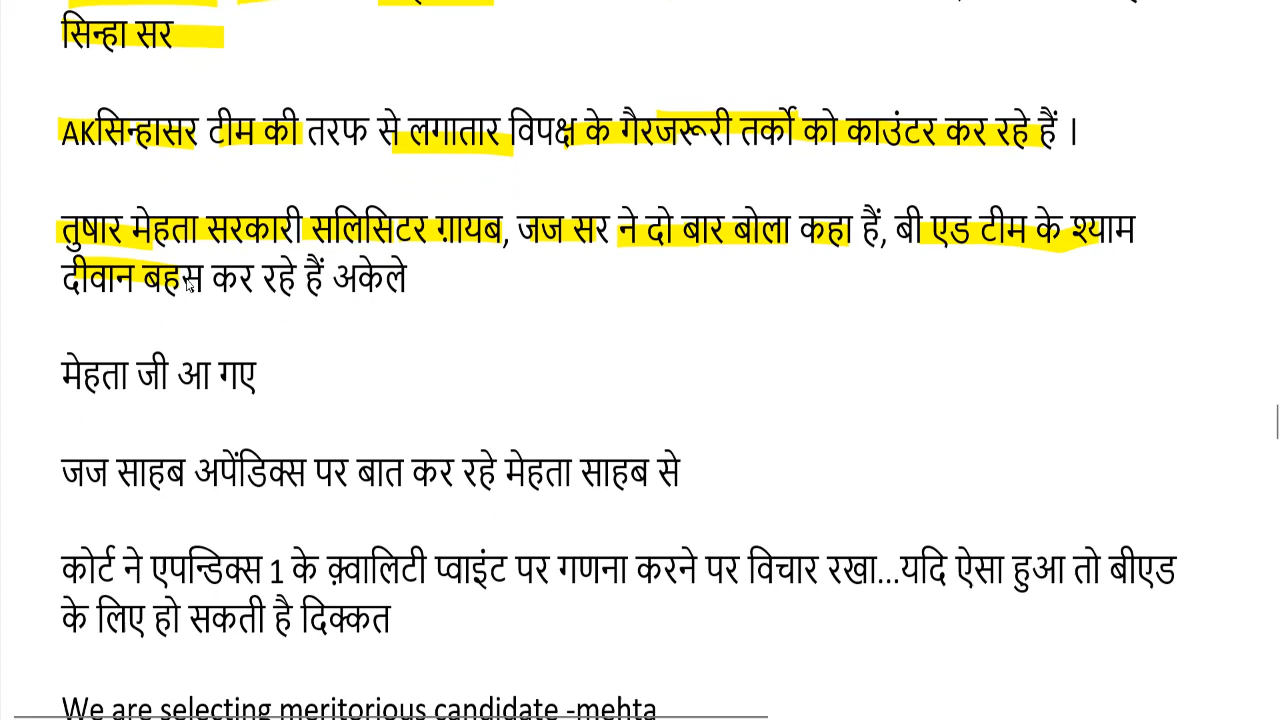 सिन्हा सर
AKसिन्हासर टीम की तरफ से लगातार विपक्ष के गैरजरूरी तर्को को काउंटर कर रहे हैं ।
तुषार मेहता सरकारी सलिसिटर ग़ायब, जज सर ने दो बार बोला कहा हैं, बी एड टीम के श्याम
दीवान बहस कर रहे हैं अकेले
मेहता जी आ गए
जज साहब अपेंडिक्स पर बात कर रहे मेहता साहब से
कोर्ट ने एपन्डिक्स 1 के क़्वालिटी प्वाइंट पर गणना करने पर विचार रखा...यदि ऐसा हुआ तो बीएड
के लिए हो सकती है दिक्कत
We are selecting meritorious candidate -mehta